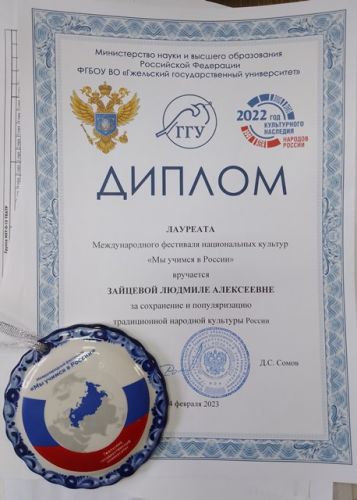 Министерство науки и высшего образования
Российской Федерации
ФГБОУ ВО «Гжельский государственный университет»
ГГУ
2022 ГОД
КУЛЬТУРНОГО
НАСЛЕДИЯ
НАРОДОВ
РОССИИ
ДИПЛОМ
ЛАУРЕАТА
Международного фестиваля национальных культур
«Мы учимся в России»
вручается
ЗАЙЦЕВОЙ ЛЮДМИЛЕ АЛЕКСЕЕВНЕ
за сохранение и популяризацию
традиционной народной культуры России
Д.С. Сомов
4 февраля 2023
«Мы учимся в России»